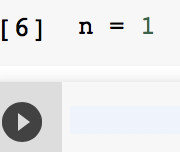 [6] n = 1